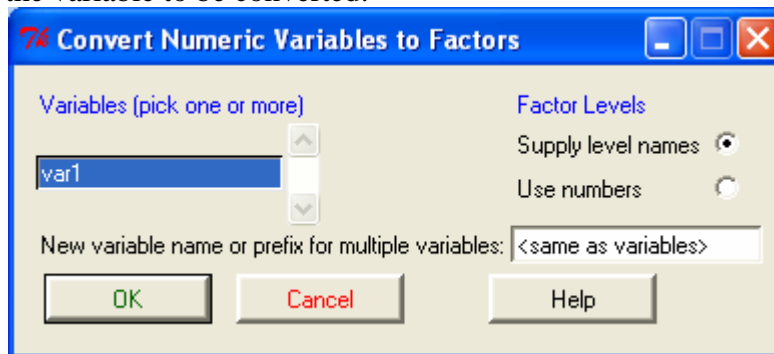 the variable to be converted.
7% Convert Numeric Variables to Factors
Variables (pick one or more)
Factor Levels
Supply level names
var1
Use numbers
New variable name or prefix for multiple variables: <same as variables>
OK Cancel Help